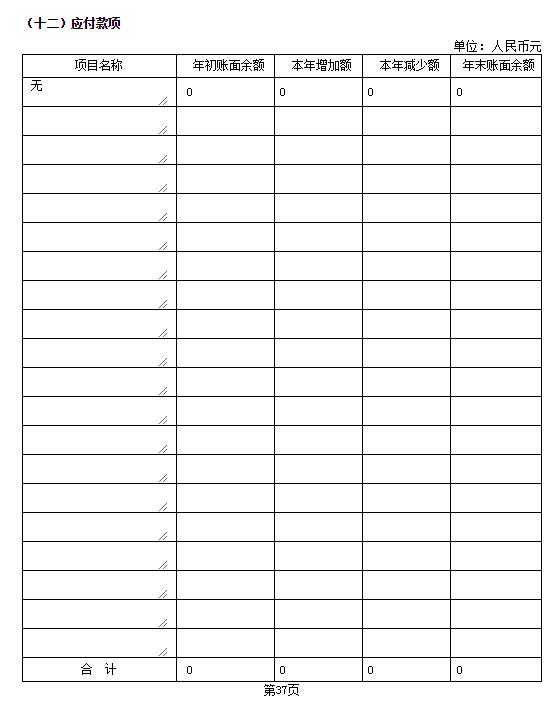 （十二）应付款项
单位：人民币元
项目名称 年初账面余额 本年增加额 本年减少额 年末账面余额
无 0 0 0 0
合 计 0 0 0 0
第37页